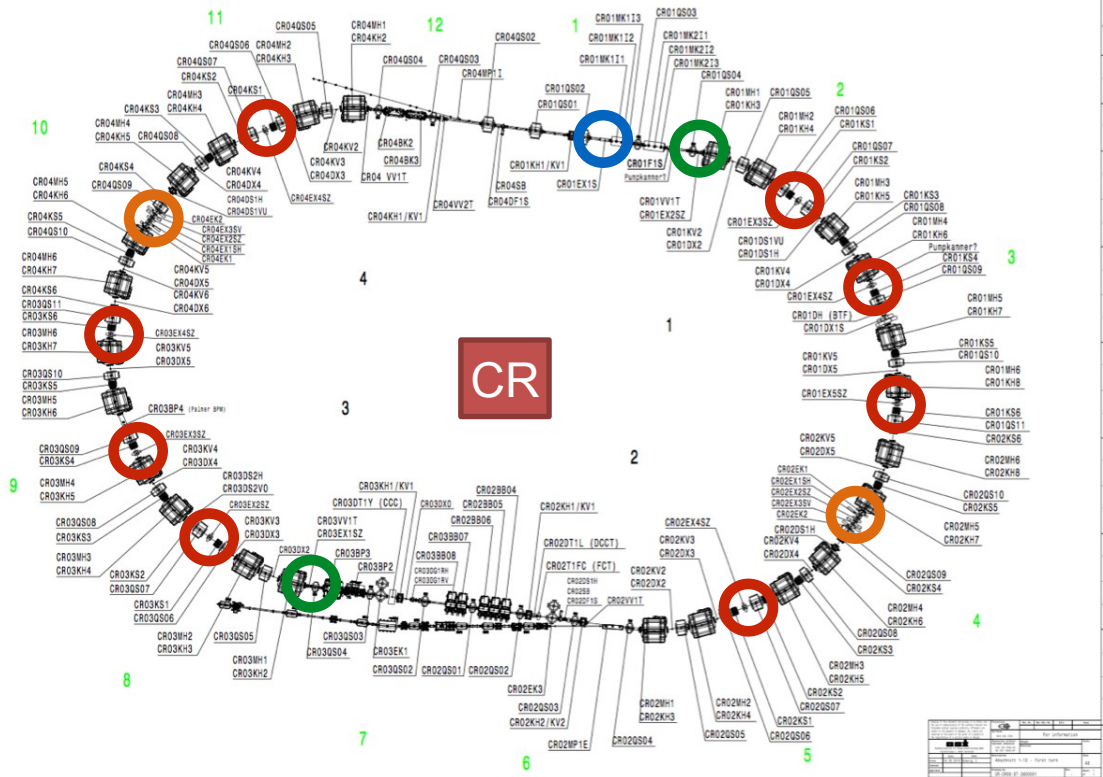 11
12
1
2
10
3
9
4
8
7
6
5
4
1
3
2
CR
CR04QS05
CR04MH1
CR04KH2
CR04QS06
CR04MH2
CR04KH3
CR04QS07
CR04KS2
CR04KS1
CR04MH3
CR04KH4
CR04KS3
CR04MH4
CR04KH5
CR04QS08
CR04KS4
CR04QS09
CR04MH5
CR04KH6
CR04KS5
CR04QS10
CR04MH6
CR04KH7
CR04KS6
CR03QS11
CR03KS6
CR03MH6
CR03KH7
CR03QS10
CR03KS5
CR03MH5
CR03KH6
CR03QS09
CR03KS4
CR03MH4
CR03KH5
CR03QS08
CR03KS3
CR03MH3
CR03KH4
CR03KS2
CR03QS07
CR03KS1
CR03QS06
CR03MH2
CR03KH3
CR03QS05
CR03MH1
CR03KH2
CR03QS04
CR04QS04
CR04QS03
CR04MP1I
CR04QS02
CR04BK2
CR04BK3
CR04KV2
CR04KV3
CR04DX3
CR04 VV1T
CR04EX4SZ
CR04KH1/KV1
CR04VV2T
CR04SB
CR04DF1S
CR04KV4
CR04DX4
CR04DS1H
CR04DS1VU
CR04EK2
CR04EX3SV
CR04EX2SZ
CR04EX1SH
CR04EK1
CR04KV5
CR04DX5
CR04KV6
CR04DX6
CR03EX4SZ
CR03KV5
CR03DX5
CR03BP4 (Palmer BPM)
CR03EX3SZ
CR03KV4
CR03DX4
CR03DS2H
CR03DS2VO
CR03EX2SZ
CR03KV3
CR03DX3
CR03DX2
CR03VV1T
CR03EX1SZ
CR03BP3
CR03BP2
CR03KH1/KV1
CR03DT1Y (CCC)
CR03DXD
CR03BB08
CR03DG1RH
CR03DG1RV
CR03BB07
CR02BB06
CR02BB05
CR02BB04
CR02KH1/KV1
CR02DT1L (DCCT)
CR02T1FC (FCT)
CR02DS1H
CR02SB
CR02DF1S
CR02VV1T
CR03QS03
CR03EK1
CR03QS02
CR02QS01
CR02QS02
CR02EK3
CR02QS03
CR02KH2/KV2
CR02MP1E
CR02QS04
CR02MH1
CR02KH3
CR02QS05
CR02MH2
CR02KH4
CR02KV2
CR02DX2
CR02EX4SZ
CR02KV3
CR02DX3
CR02QS06
CR02KS1
CR02QS07
CR02KS2
CR02MH3
CR02KH5
CR02KS3
CR02QS08
CR02MH4
CR02KH6
CR02KS4
CR02QS09
CR02MH5
CR02KH7
CR02QS10
CR02KS5
CR02MH6
CR02KH8
CR02KV5
CR02DX5
CR02EK1
CR02EX1SH
CR02EX2SZ
CR02EX3SV
CR02EK2
CR02DS1H
CR02KV4
CR02DX4
CR01MK1I3
CR01MK1I2
CR01MK1I1
CR01QS03
CR01MK2I1
CR01MK2I2
CR01MK2I3
CR01QS02
CR01QS01
CR01QS04
CR01MH1
CR01KH3
CR01QS05
CR01MH2
CR01KH4
CR01QS06
CR01KS1
CR01QS07
CR01KS2
CR01MH3
CR01KH5
CR01KS3
CR01QS08
CR01MH4
CR01KH6
Pumpkammer?
CR01KS4
CR01QS09
CR01MH5
CR01KH7
CR01KS5
CR01QS10
CR01MH6
CR01KH8
CR01KS6
CR01QS11
CR02KS6
CR01KH1/KV1
CR01EX1S
CR01F1S
Pumpkammer?
CR01VV1T
CR01EX2SZ
CR01KV2
CR01DX2
CR01EX3SZ
CR01DS1VU
CR01DS1H
CR01KV4
CR01DX4
CR01EX4SZ
CR01DH (BTF)
CR01DX1S
CR01KV5
CR01DX5
CR01EX5SZ
For information